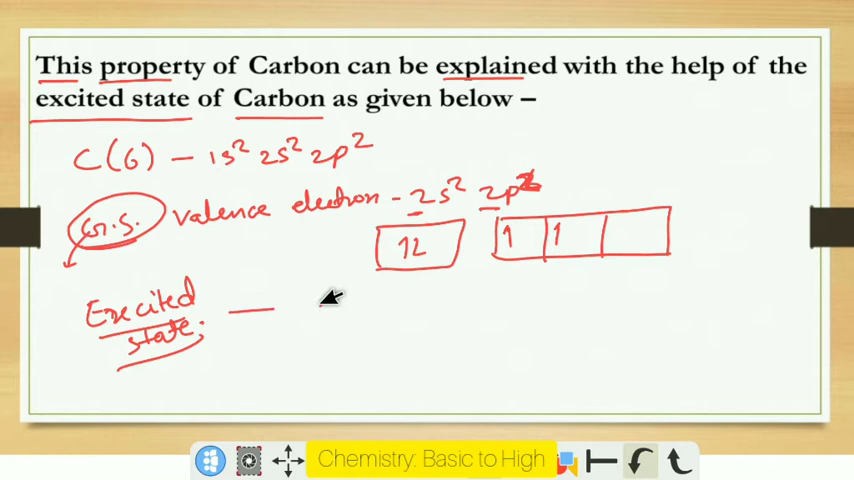 This property of Carbon can be explained with the help of the
excited state of Carbon as given below –
C(6) – 1s² 2s² 2p²
G.S. valence electron - 2s² 2p²
1L 1 1
Excited
state.
Chemistry: Basic to High